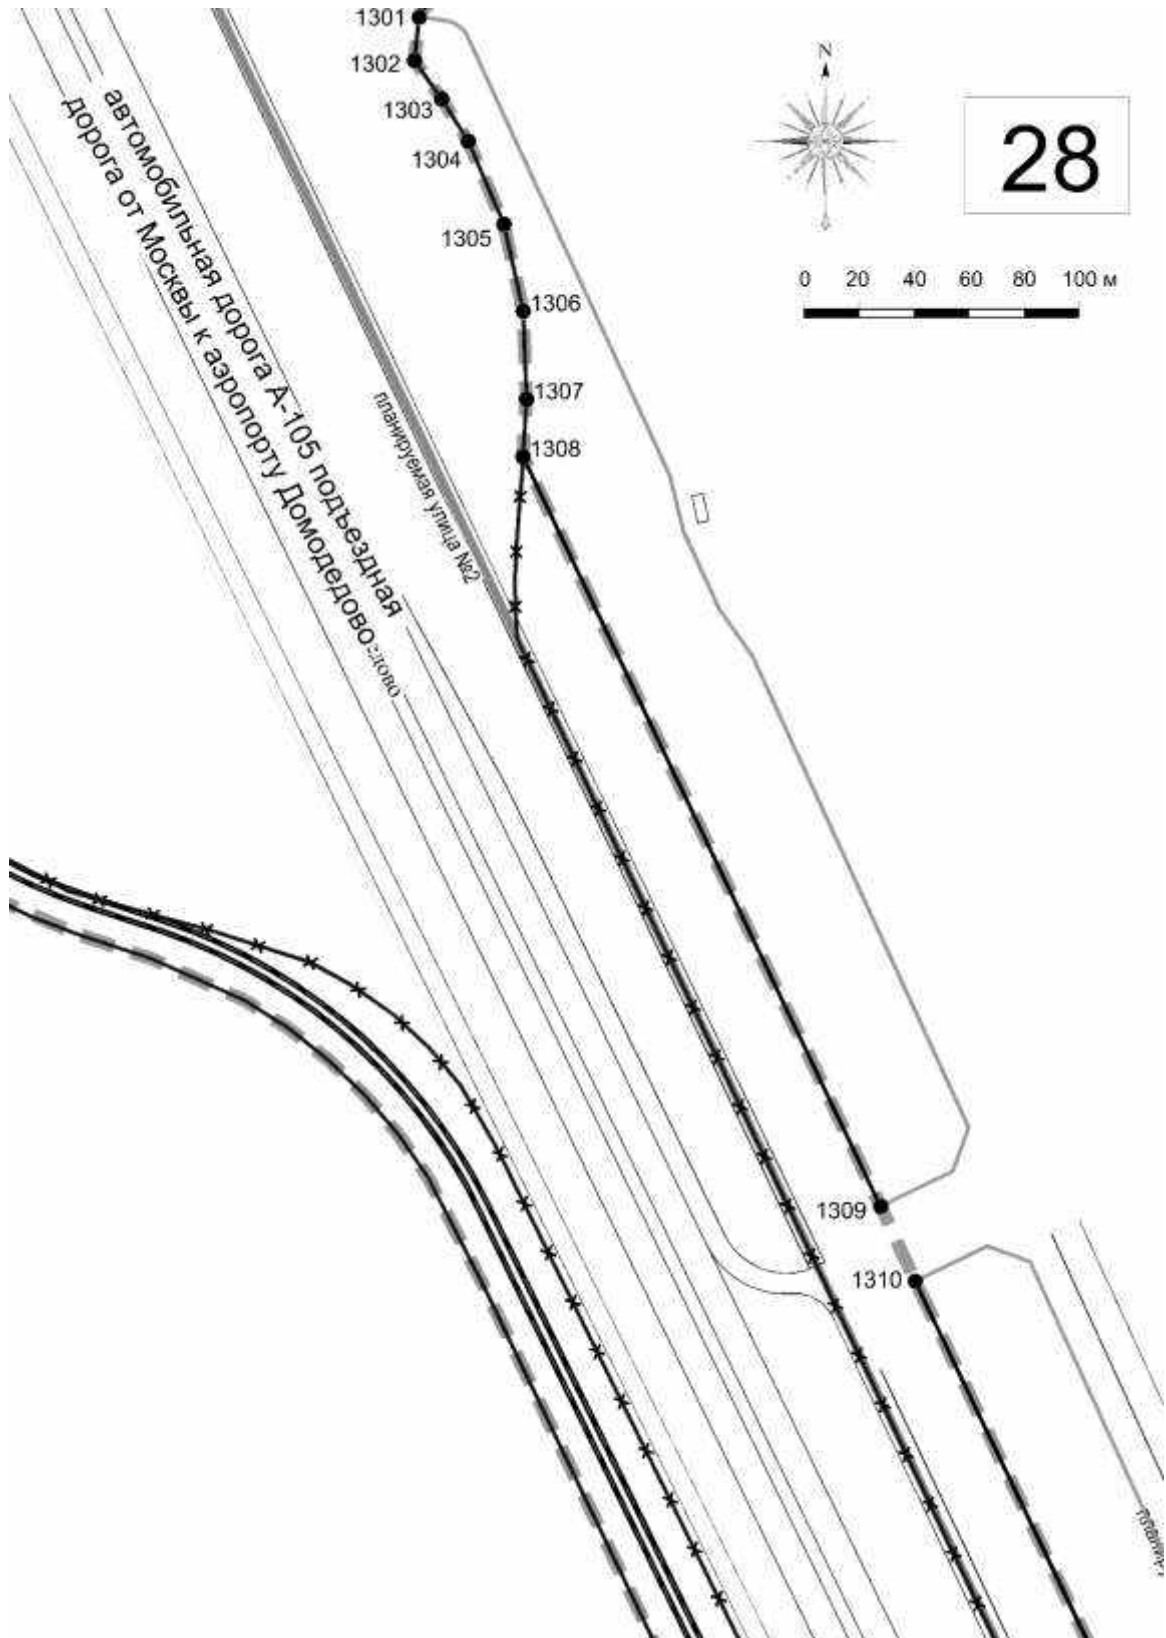 1301
1302
1303
1304
1305
1306
1307
1308
N
28
0 20 40 60 80 100 м
автомобильная дорога А-105 подъездная
дорога от Москвы к аэропорту Домодедово
планируемая улица №2
1309
1310